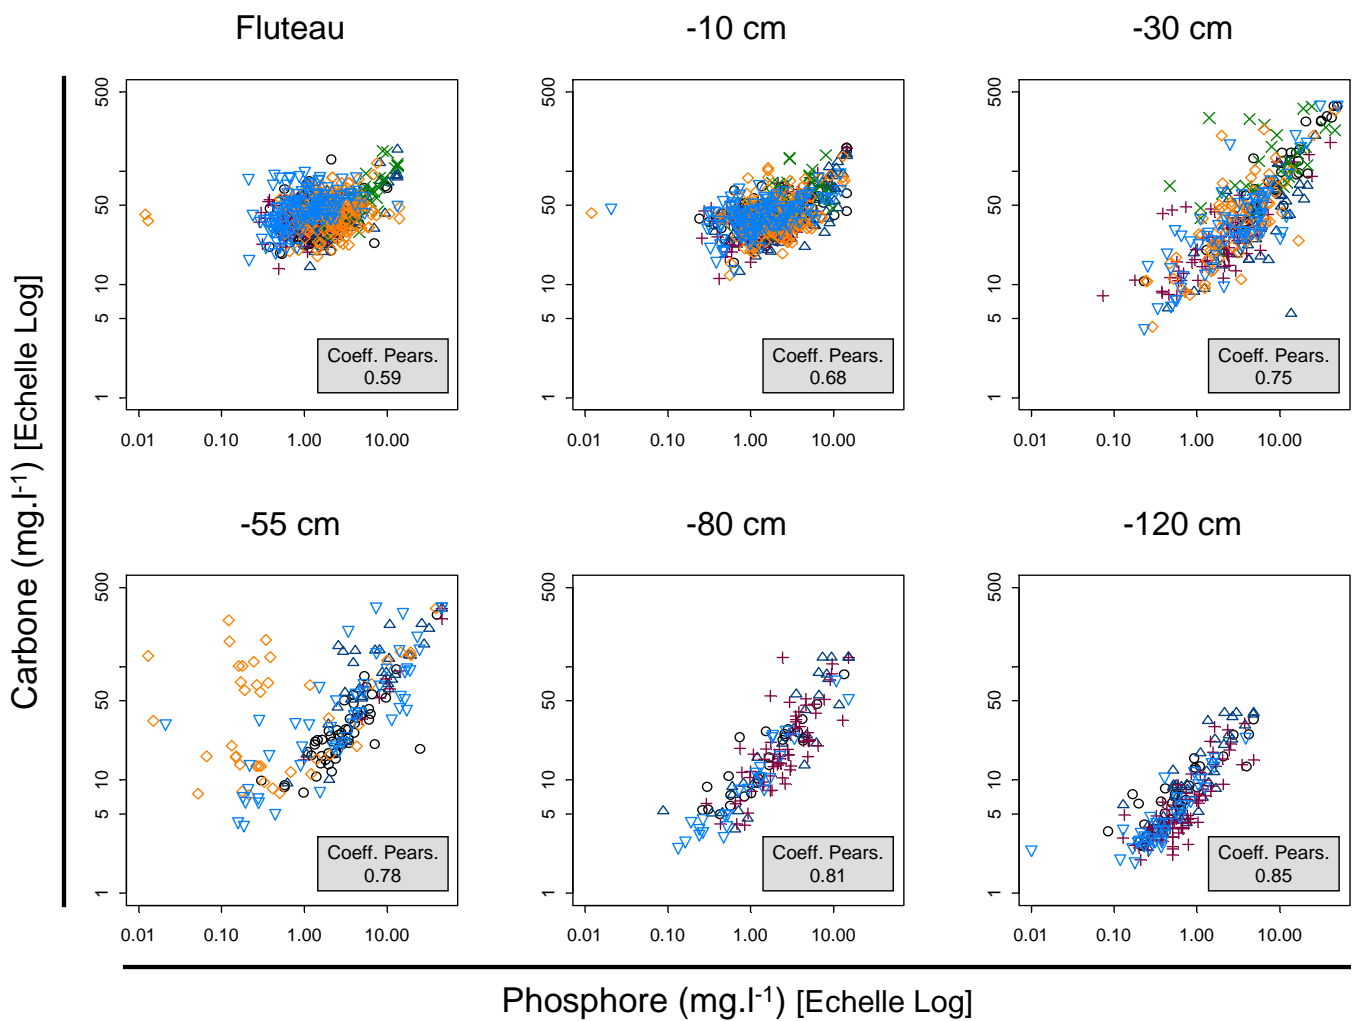 Fluteau
-10 cm
-30 cm
500
50
10
5
1
Coeff. Pears.
0.59
0.01 0.10 1.00 10.00
500
50
10
5
1
Coeff. Pears.
0.68
0.01 0.10 1.00 10.00
500
50
10
5
1
Coeff. Pears.
0.75
0.01 0.10 1.00 10.00
Carbone (mg.l-1) [Echelle Log]
-55 cm
-80 cm
-120 cm
500
50
10
5
1
Coeff. Pears.
0.78
0.01 0.10 1.00 10.00
500
50
10
5
1
Coeff. Pears.
0.81
0.01 0.10 1.00 10.00
500
50
10
5
1
Coeff. Pears.
0.85
0.01 0.10 1.00 10.00
Phosphore (mg.l-1) [Echelle Log]